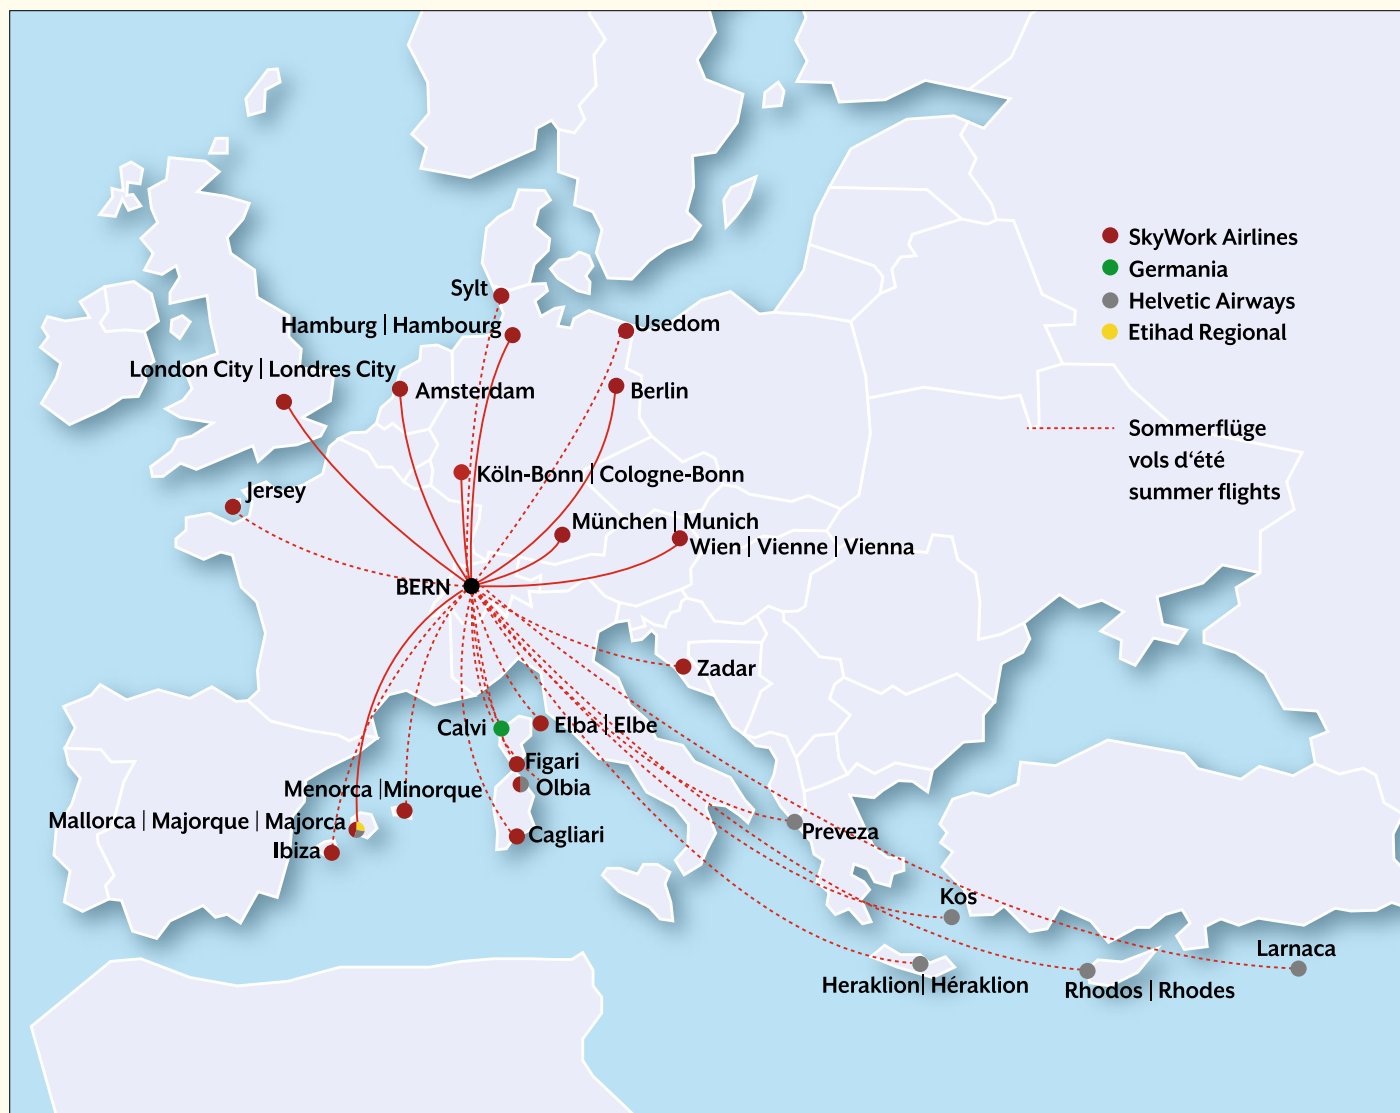 SkyWork Airlines
Germania
Helvetic Airways
Etihad Regional
Sylt
Hamburg | Hambourg
Usedom
London City | Londres City
Amsterdam
Berlin
Sommerflüge
vols d‘été
summer flights
Köln-Bonn | Cologne-Bonn
Jersey
München | Munich
Wien | Vienne | Vienna
BERN
Zadar
Calvi
Elba | Elbe
Figari
Olbia
Menorca | Minorque
Mallorca | Majorque | Majorca
Ibiza
Cagliari
Preveza
Kos
Larnaca
Heraklion | Héraklion
Rhodos | Rhodes